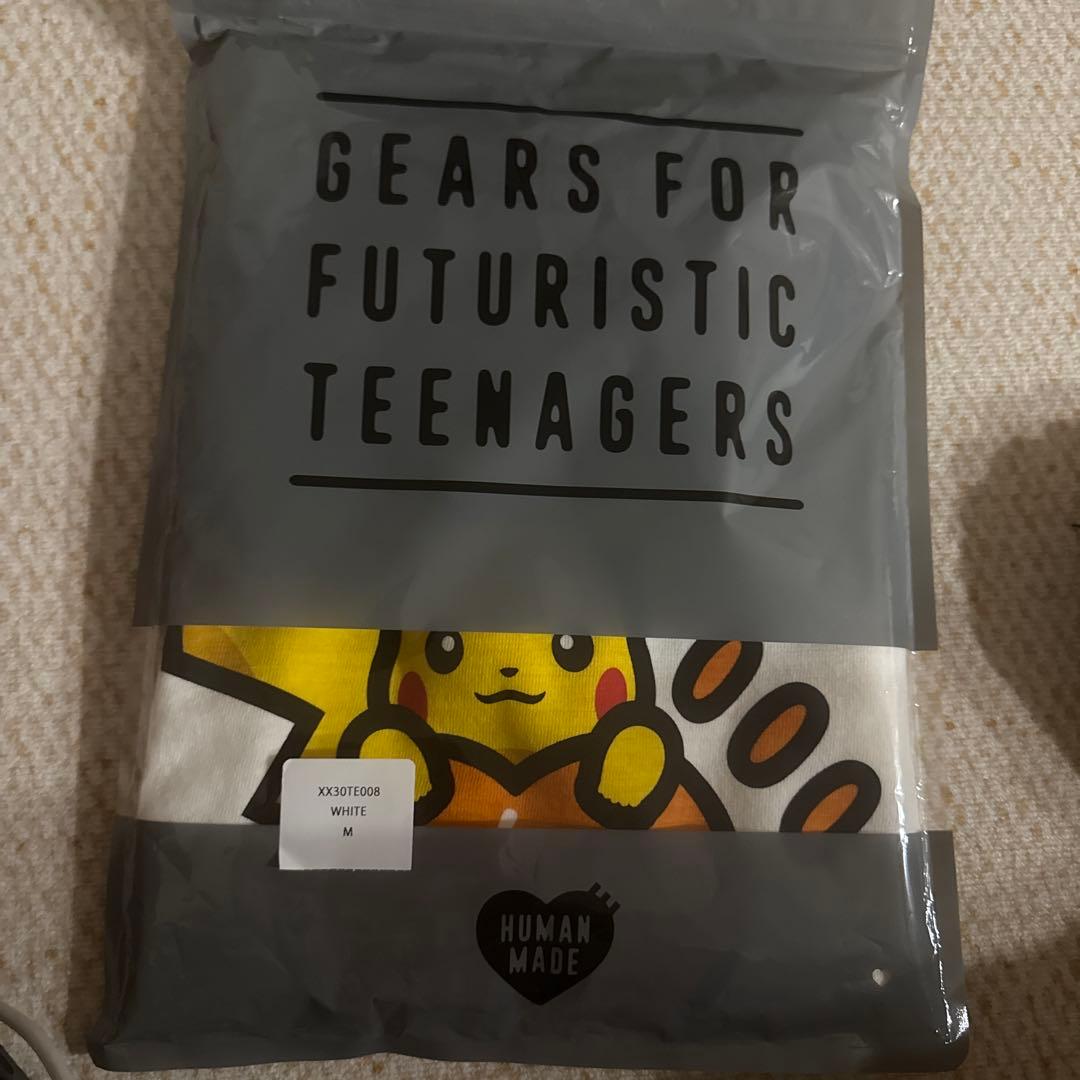 GEARS FOR
FUTURISTIC
TEENAGERS
XX30TE008
WHITE
M
HUMAN
MADE